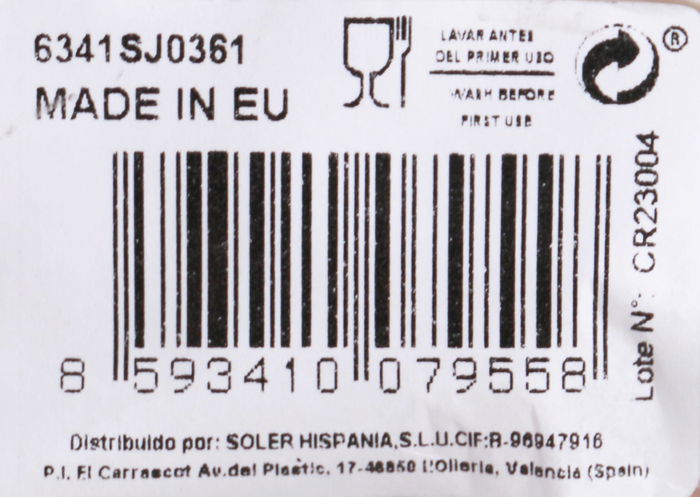 6341SJ0361
MADE IN EU
LAVAR ANTES
DEL PRIMER USO
WASH BEFORE
FIRST USE
®
Lote Nº: CR23004
8 593410 079558
Distribuido por: SOLER HISPANIA,S.L.U.CIF:B-96947916
P.I. El Carrascot Av.del Plastic, 17-46850 L'Olleria, Valencia (Spain)